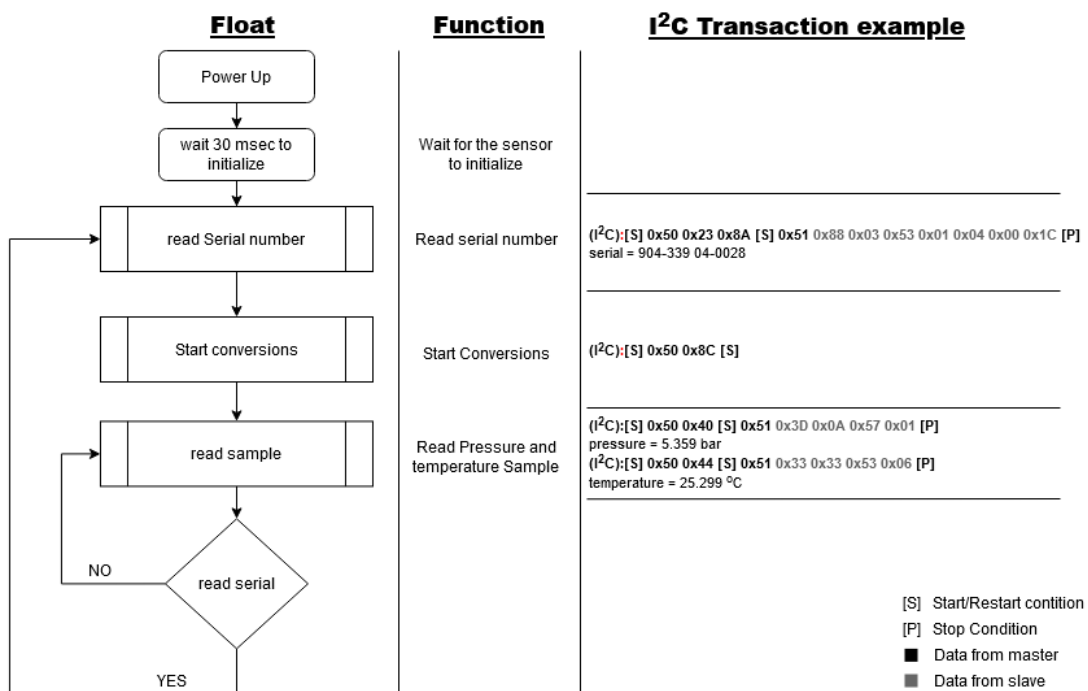 Float
Function
I²C Transaction example
Power Up
wait 30 msec to
initialize
Wait for the sensor
to initialize
read Serial number
Read serial number
(I²C):[S] 0x50 0x23 0x8A [S] 0x51 0x88 0x03 0x53 0x01 0x04 0x00 0x1C [P]
serial = 904-339 04-0028
Start conversions
Start Conversions
(I²C):[S] 0x50 0x8C [S]
read sample
Read Pressure and
temperature Sample
(I²C):[S] 0x50 0x40 [S] 0x51 0x3D 0x0A 0x57 0x01 [P]
pressure = 5.359 bar
(I²C):[S] 0x50 0x44 [S] 0x51 0x33 0x33 0x53 0x06 [P]
temperature = 25.299 ⁰C
NO
read serial
YES
[S] Start/Restart contition
[P] Stop Condition
Data from master
Data from slave